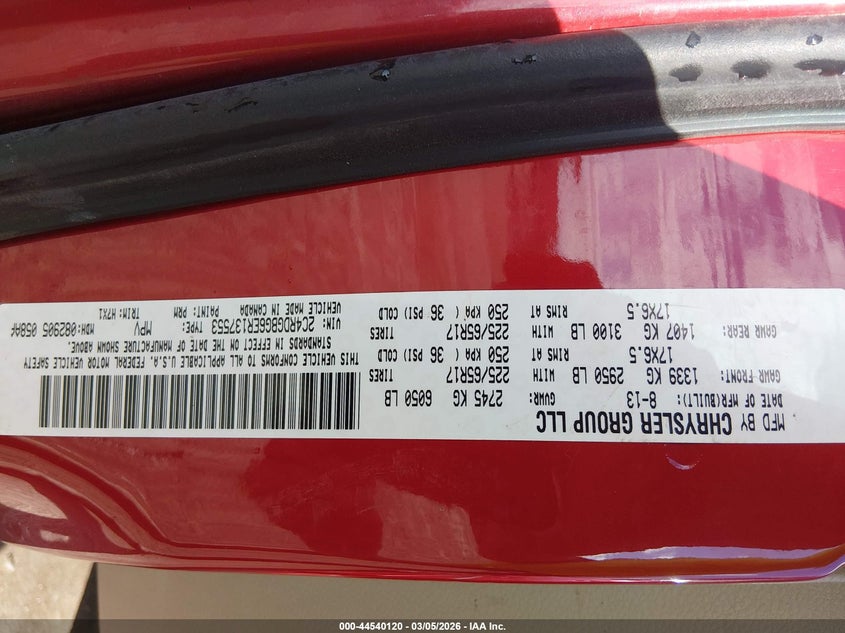 MFD BY CHRYSLER GROUP LLC
DATE OF MFR(BUILT): 8-13 GVWR: 2745 KG 6050 LB
GAWR-FRONT: 1339 KG 2950 LB WITH 225/65R17 TIRES
17X6.5 RIMS AT 250 KPA ( 36 PSI) COLD
GAWR REAR: 1407 KG 3100 LB WITH 225/65R17 TIRES
17X6.5 RIMS AT 250 KPA ( 36 PSI) COLD
THIS VEHICLE CONFORMS TO ALL APPLICABLE U.S.A. FEDERAL MOTOR VEHICLE SAFETY
STANDARDS IN EFFECT ON THE DATE OF MANUFACTURE SHOWN ABOVE.
VIN: 2C4RDGBG6ER137553 TYPE: MPV MDH:082905
VEHICLE MADE IN CANADA PAINT: PRM TRIM: H7X1
000-44540120 — 03/05/2026 — IAA Inc.